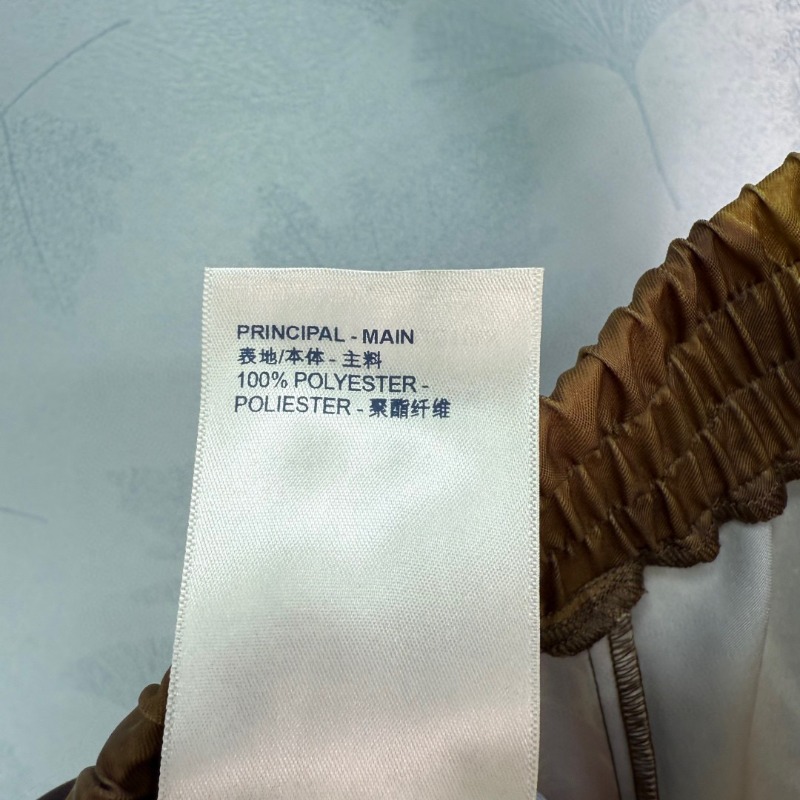 PRINCIPAL - MAIN
表地/本体 - 主料
100% POLYESTER -
POLIESTER - 聚酯纤维